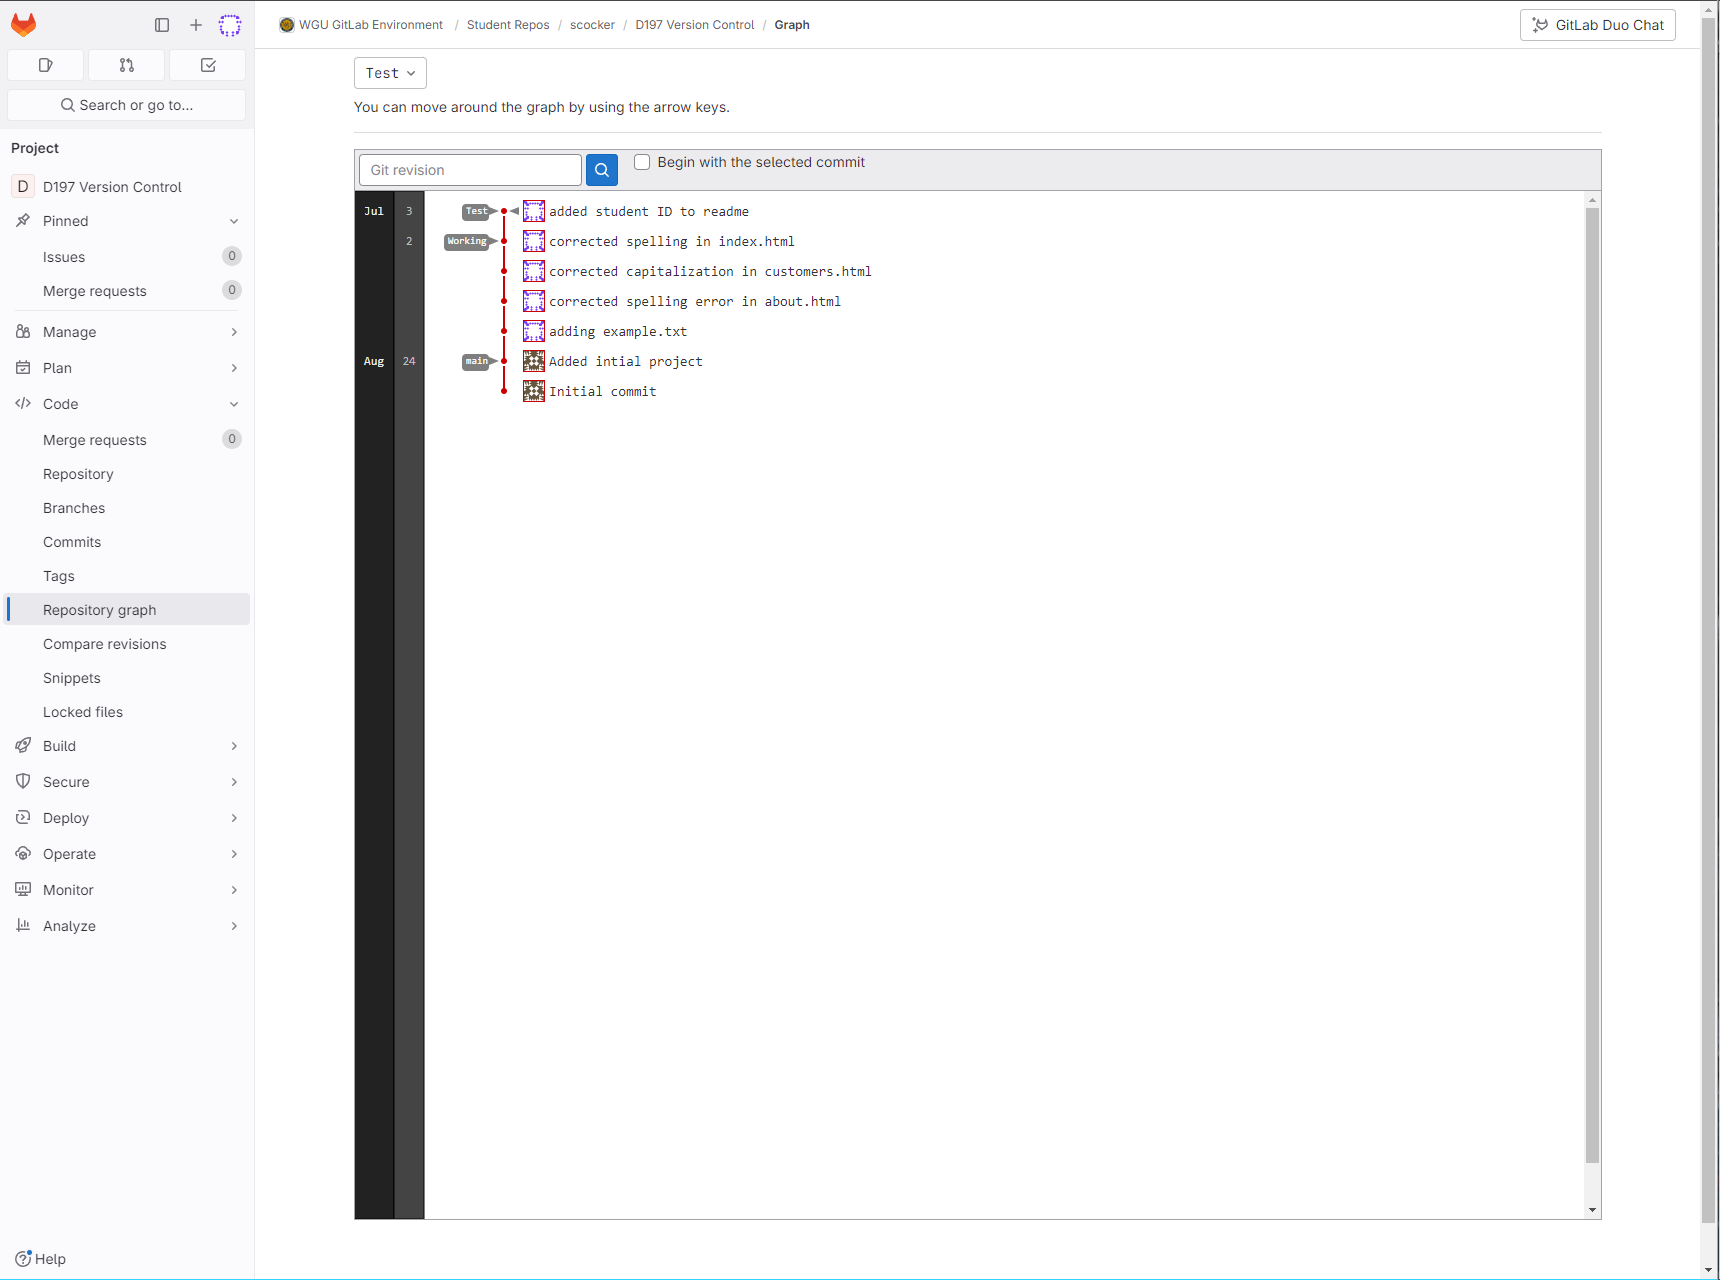 WGU GitLab Environment / Student Repos / scocker / D197 Version Control / Graph
GitLab Duo Chat
Search or go to...
Project
D D197 Version Control
Pinned
Issues 0
Merge requests 0
Manage
Plan
Code
Merge requests 0
Repository
Branches
Commits
Tags
Repository graph
Compare revisions
Snippets
Locked files
Build
Secure
Deploy
Operate
Monitor
Analyze
Help
Test
You can move around the graph by using the arrow keys.
Git revision
Begin with the selected commit
Jul 3 Test added student ID to readme
2 Working corrected spelling in index.html
corrected capitalization in customers.html
corrected spelling error in about.html
adding example.txt
Aug 24 main Added intial project
Initial commit